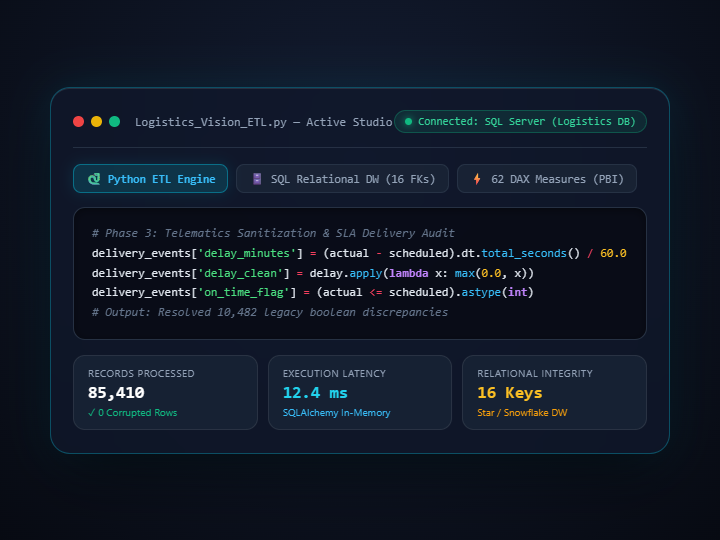 Logistics_Vision_ETL.py — Active Studio
Connected: SQL Server (Logistics DB)
Python ETL Engine
SQL Relational DW (16 FKs)
62 DAX Measures (PBI)
# Phase 3: Telematics Sanitization & SLA Delivery Audit
delivery_events['delay_minutes'] = (actual - scheduled).dt.total_seconds() / 60.0
delivery_events['delay_clean'] = delay.apply(lambda x: max(0.0, x))
delivery_events['on_time_flag'] = (actual <= scheduled).astype(int)
# Output: Resolved 10,482 legacy boolean discrepancies
RECORDS PROCESSED
85,410
✓ 0 Corrupted Rows
EXECUTION LATENCY
12.4 ms
SQLAlchemy In-Memory
RELATIONAL INTEGRITY
16 Keys
Star / Snowflake DW